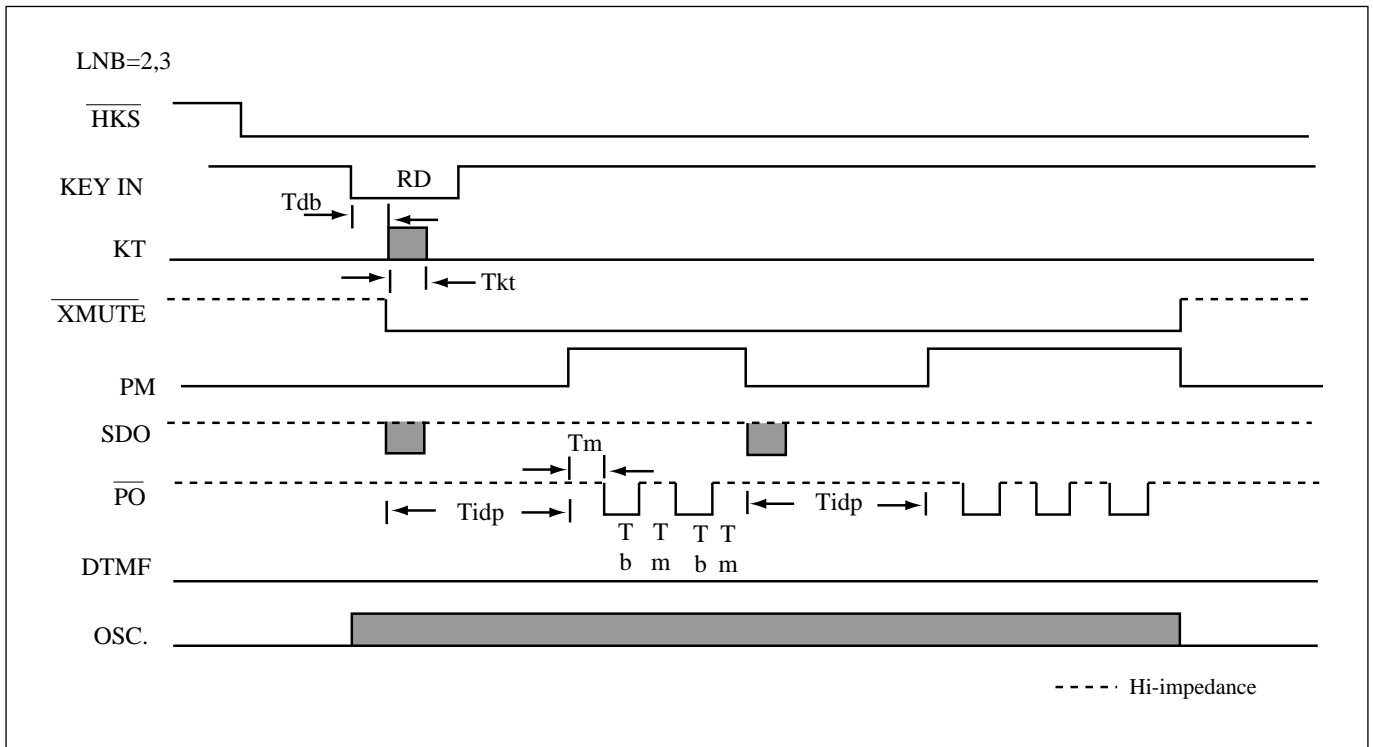 LNB=2,3
HKS
KEY IN
RD
Tdb
KT
Tkt
XMUTE
PM
SDO
Tm
PO
Tidp
Tidp
T b
T m
T b
T m
DTMF
OSC.
Hi-impedance